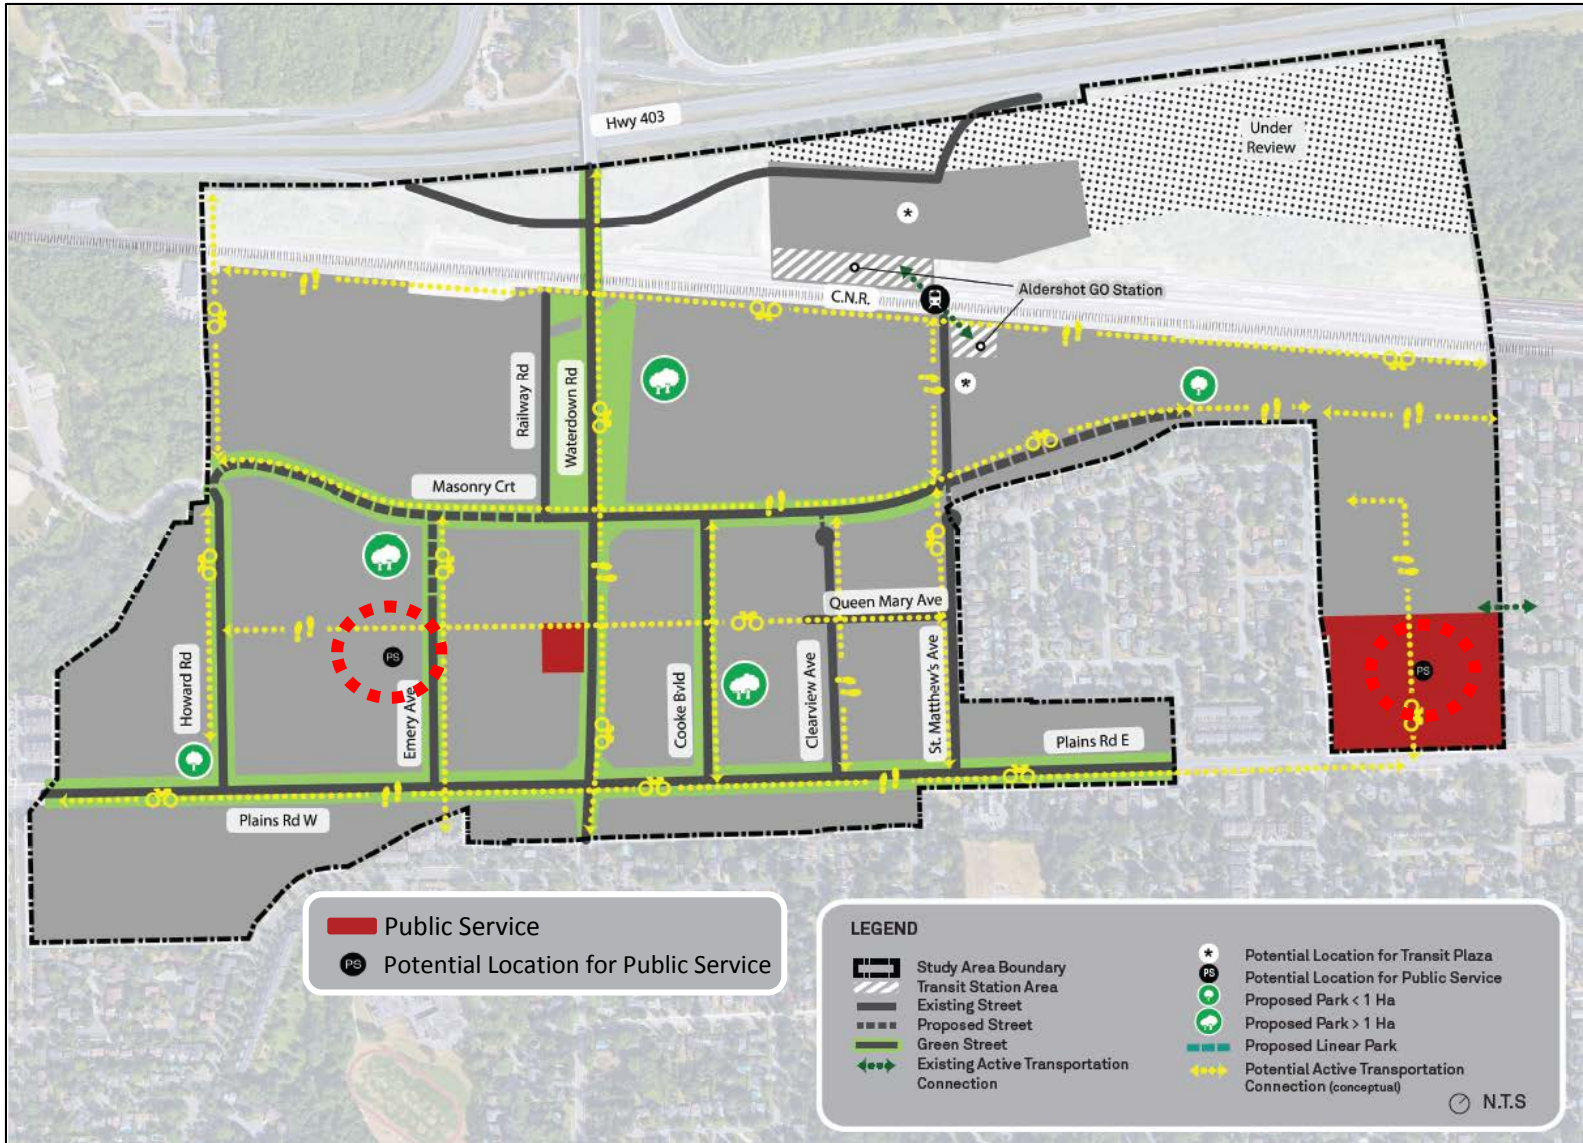 Hwy 403
Under
Review
*
Aldershot GO Station
C.N.R.
*
Railway Rd
Waterdown Rd
Masonry Crt
Queen Mary Ave
PS
PS
Howard Rd
Emery Ave
Cooke Bvld
Clearview Ave
St. Matthew's Ave
Plains Rd E
Plains Rd W
Public Service
PS Potential Location for Public Service
LEGEND
Study Area Boundary
Transit Station Area
Existing Street
Proposed Street
Green Street
Existing Active Transportation
Connection
* Potential Location for Transit Plaza
PS Potential Location for Public Service
Proposed Park < 1 Ha
Proposed Park > 1 Ha
Proposed Linear Park
Potential Active Transportation
Connection (conceptual)
N.T.S